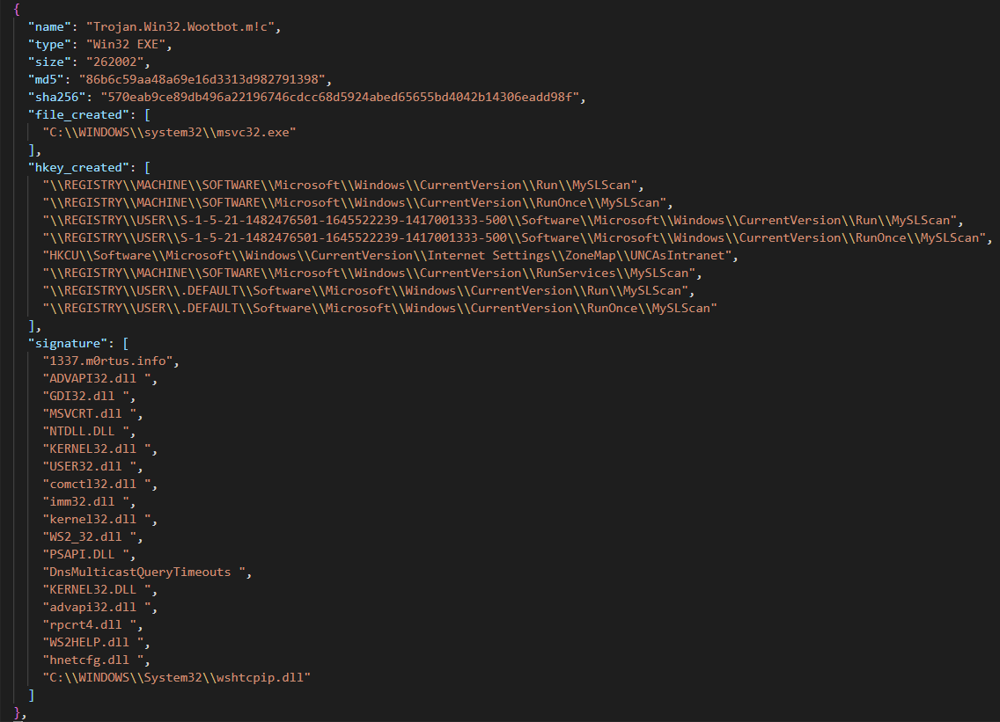 {
"name": "Trojan.Win32.Wootbot.m!c",
"type": "Win32 EXE",
"size": "262002",
"md5": "86b6c59aa48a69e16d3313d982791398",
"sha256": "570eab9ce89db496a22196746cdcc68d5924abed65655bd4042b14306eadd98f",
"file_created": [
"C:\\WINDOWS\\system32\\msvc32.exe"
],
"hkey_created": [
"\\REGISTRY\\MACHINE\\SOFTWARE\\Microsoft\\Windows\\CurrentVersion\\Run\\MySLScan",
"\\REGISTRY\\MACHINE\\SOFTWARE\\Microsoft\\Windows\\CurrentVersion\\RunOnce\\MySLScan",
"\\REGISTRY\\USER\\S-1-5-21-1482476501-1645522239-1417001333-500\\Software\\Microsoft\\Windows\\CurrentVersion\\Run\\MySLScan",
"\\REGISTRY\\USER\\S-1-5-21-1482476501-1645522239-1417001333-500\\Software\\Microsoft\\Windows\\CurrentVersion\\RunOnce\\MySLScan",
"HKCU\\Software\\Microsoft\\Windows\\CurrentVersion\\Internet Settings\\ZoneMap\\UNCAsIntranet",
"\\REGISTRY\\MACHINE\\SOFTWARE\\Microsoft\\Windows\\CurrentVersion\\RunServices\\MySLScan",
"\\REGISTRY\\USER\\.DEFAULT\\Software\\Microsoft\\Windows\\CurrentVersion\\Run\\MySLScan",
"\\REGISTRY\\USER\\.DEFAULT\\Software\\Microsoft\\Windows\\CurrentVersion\\RunOnce\\MySLScan"
],
"signature": [
"1337.m0rtus.info",
"ADVAPI32.dll ",
"GDI32.dll ",
"MSVCRT.dll ",
"NTDLL.DLL ",
"KERNEL32.dll ",
"USER32.dll ",
"comctl32.dll ",
"imm32.dll ",
"kernel32.dll ",
"WS2_32.dll ",
"PSAPI.DLL ",
"DnsMulticastQueryTimeouts ",
"KERNEL32.DLL ",
"advapi32.dll ",
"rpcrt4.dll ",
"WS2HELP.dll ",
"hnetcfg.dll ",
"C:\\WINDOWS\\System32\\wshtcpip.dll"
]
},